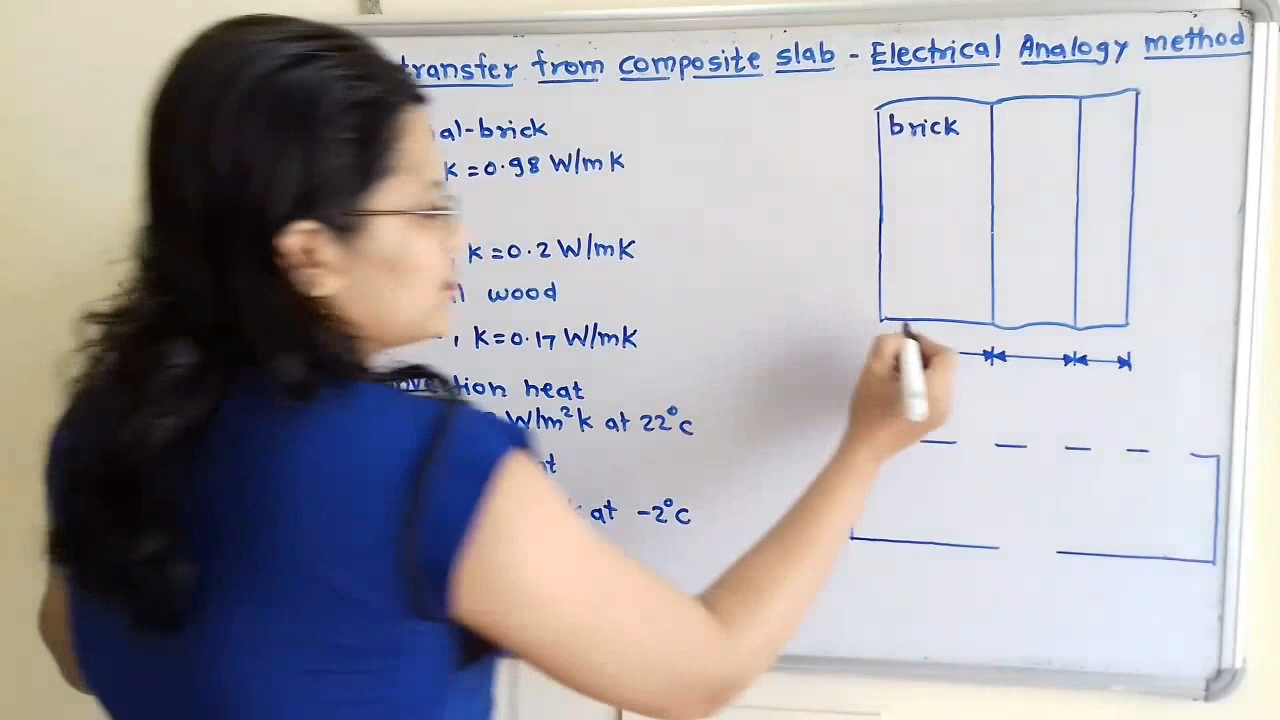 transfer from composite slab - Electrical Analogy method
al-brick
k=0.98 W/mK
k=0.2 W/mK
wood
, k=0.17 W/mK
heat
W/m²k at 22°c
at -2°c
brick